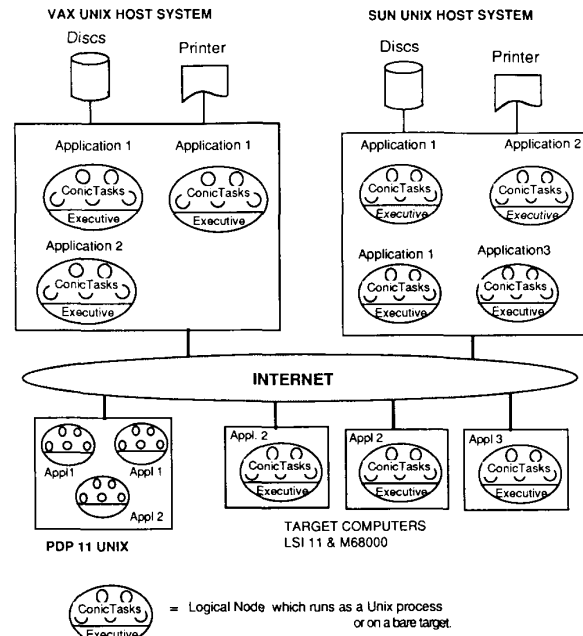 VAX UNIX HOST SYSTEM
SUN UNIX HOST SYSTEM
Discs
Printer
Discs
Printer
Application 1
Application 1
ConicTasks
Executive
ConicTasks
Executive
Application 2
ConicTasks
Executive
Application 1
Application 2
ConicTasks
Executive
ConicTasks
Executive
Application 1
Application3
ConicTasks
Executive
ConicTasks
Executive
INTERNET
Appl1
Appl 1
Appl 2
PDP 11 UNIX
Appl. 2
ConicTasks
Executive
Appl 2
ConicTasks
Executive
Appl 3
ConicTasks
Executive
TARGET COMPUTERS
LSI 11 & M68000
ConicTasks
Executive
= Logical Node which runs as a Unix process
or on a bare target.